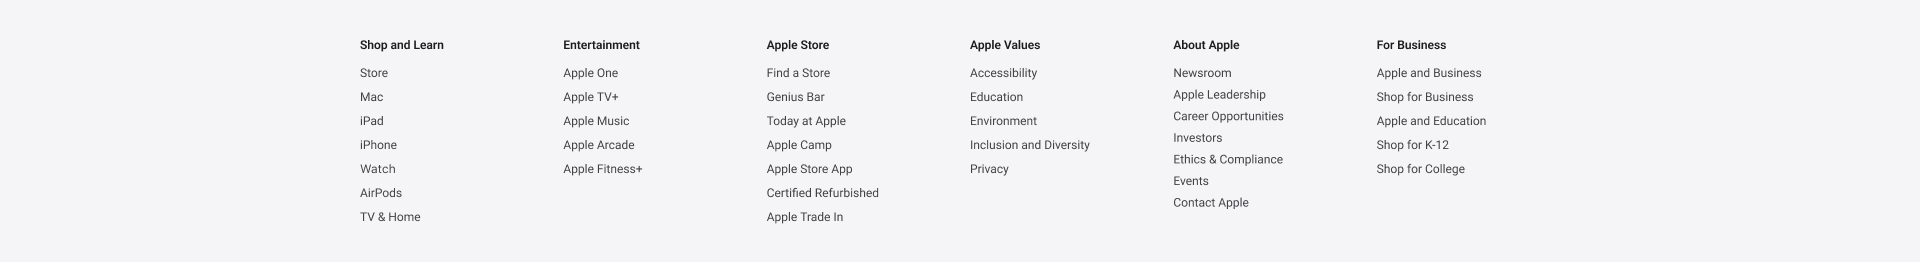 Shop and Learn
Store
Mac
iPad
iPhone
Watch
AirPods
TV & Home
Entertainment
Apple One
Apple TV+
Apple Music
Apple Arcade
Apple Fitness+
Apple Store
Find a Store
Genius Bar
Today at Apple
Apple Camp
Apple Store App
Certified Refurbished
Apple Trade In
Apple Values
Accessibility
Education
Environment
Inclusion and Diversity
Privacy
About Apple
Newsroom
Apple Leadership
Career Opportunities
Investors
Ethics & Compliance
Events
Contact Apple
For Business
Apple and Business
Shop for Business
Apple and Education
Shop for K-12
Shop for College